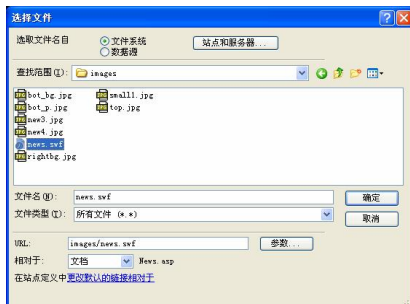 选择文件
选取文件名自
文件系统
数据源
站点和服务器...
查找范围(I):
images
bot_bg.jpg
small1.jpg
bot_p.jpg
top.jpg
new3.jpg
new4.jpg
news.swf
rightbg.jpg
文件名(N):
news.swf
确定
文件类型(T):
所有文件 (*.*)
取消
URL:
images/news.swf
参数...
相对于:
文档
News.asp
在站点定义中更改默认的链接相对于